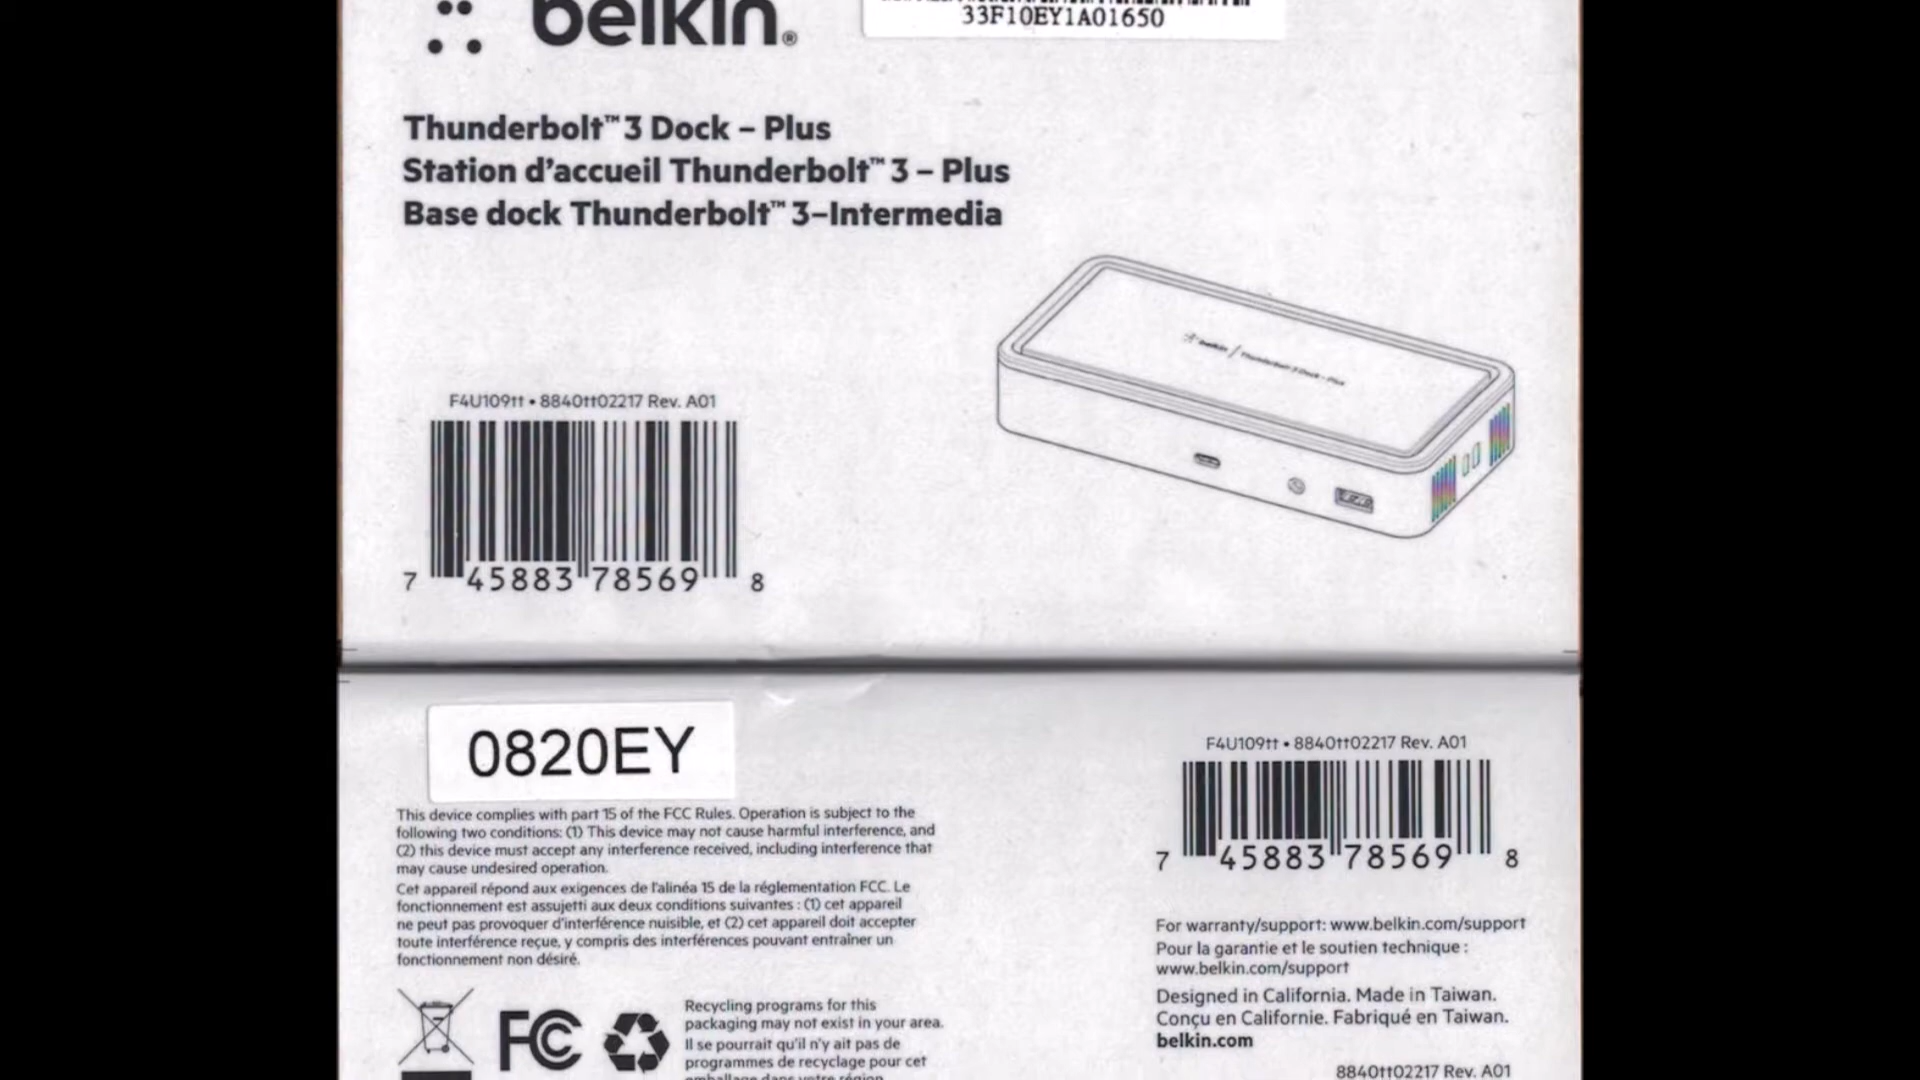 belkin®
33F10EY1A01650
Thunderbolt™ 3 Dock – Plus
Station d’accueil Thunderbolt™ 3 – Plus
Base dock Thunderbolt™ 3–Intermedia
belkin / Thunderbolt 3 Dock – Plus
F4U109tt • 8840tt02217 Rev. A01
7 45883 78569 8
0820EY
This device complies with part 15 of the FCC Rules. Operation is subject to the
following two conditions: (1) This device may not cause harmful interference, and
(2) this device must accept any interference received, including interference that
may cause undesired operation.
Cet appareil répond aux exigences de l’alinéa 15 de la réglementation FCC. Le
fonctionnement est assujetti aux deux conditions suivantes : (1) cet appareil
ne peut pas provoquer d’interférence nuisible, et (2) cet appareil doit accepter
toute interférence reçue, y compris des interférences pouvant entraîner un
fonctionnement non désiré.
FC
Recycling programs for this
packaging may not exist in your area.
Il se pourrait qu’il n’y ait pas de
programmes de recyclage pour cet
emballage dans votre région.
F4U109tt • 8840tt02217 Rev. A01
7 45883 78569 8
For warranty/support: www.belkin.com/support
Pour la garantie et le soutien technique :
www.belkin.com/support
Designed in California. Made in Taiwan.
Conçu en Californie. Fabriqué en Taiwan.
belkin.com
8840tt02217 Rev. A01